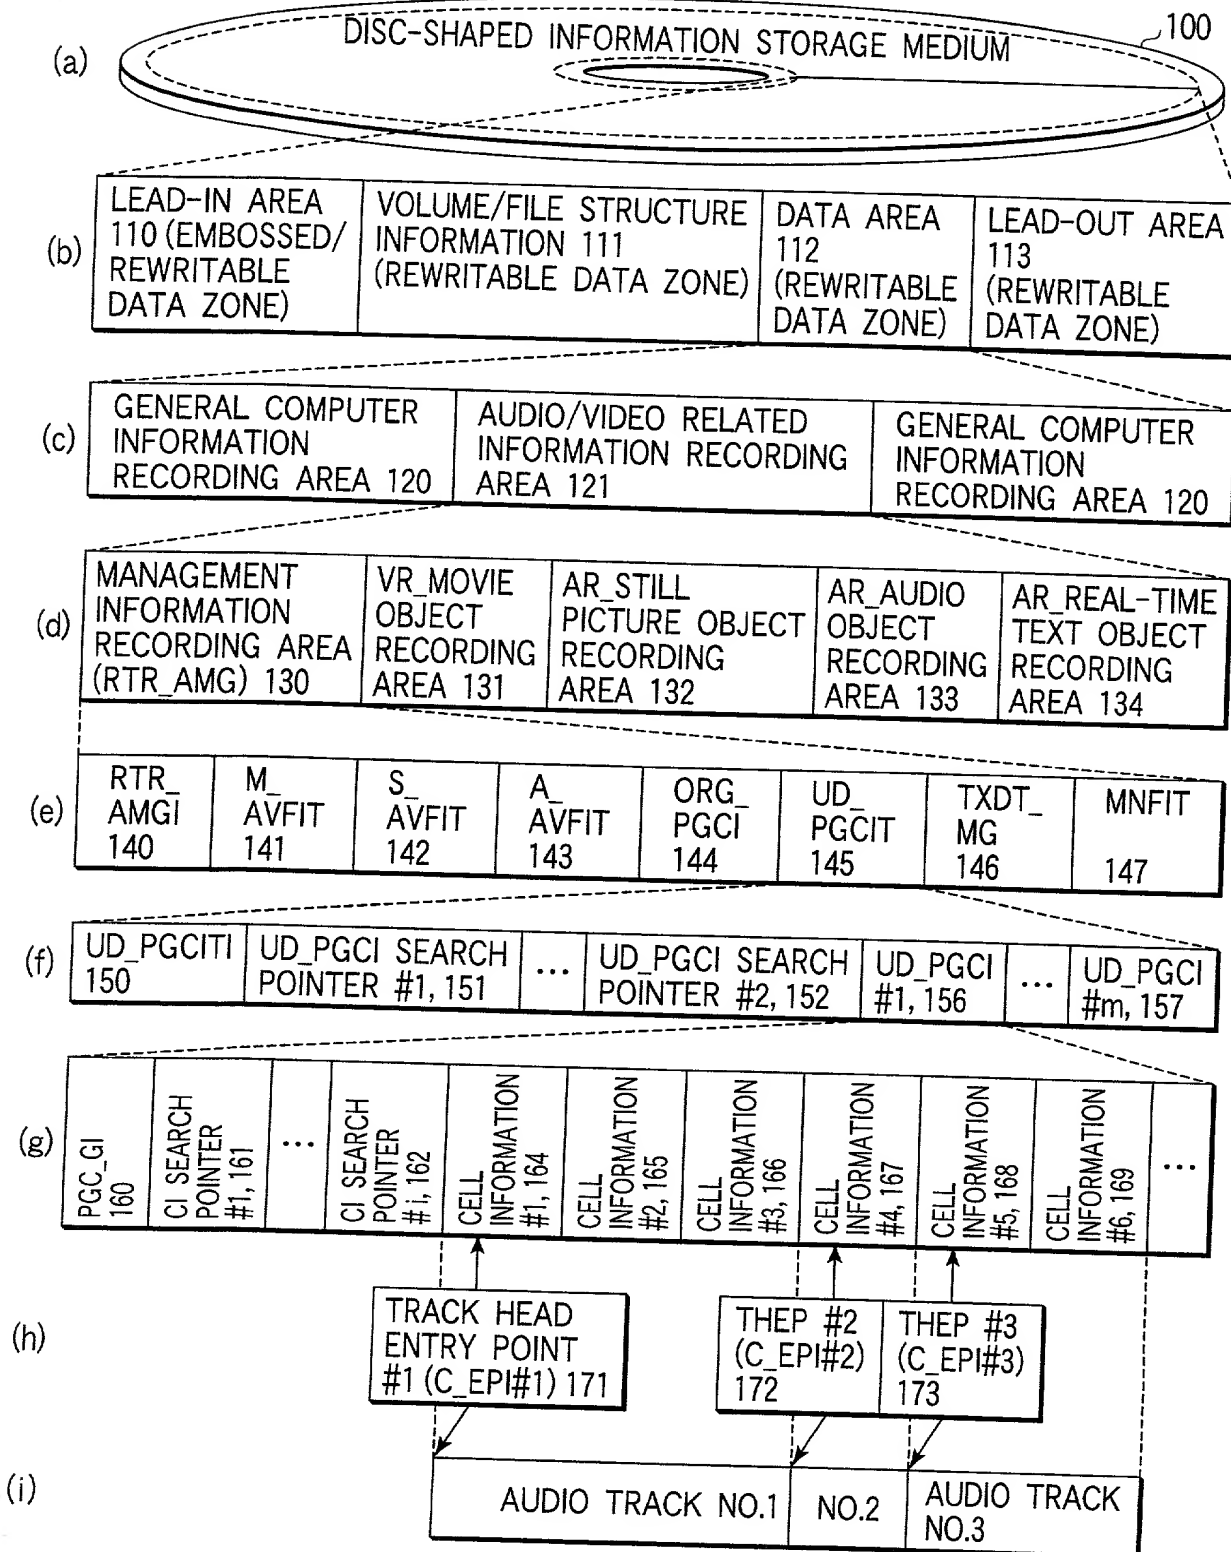 (a)
DISC-SHAPED INFORMATION STORAGE MEDIUM
100
(b)
LEAD-IN AREA
110 (EMBOSSED/
REWRITABLE
DATA ZONE)
VOLUME/FILE STRUCTURE
INFORMATION 111
(REWRITABLE DATA ZONE)
DATA AREA
112
(REWRITABLE
DATA ZONE)
LEAD-OUT AREA
113
(REWRITABLE
DATA ZONE)
(c)
GENERAL COMPUTER
INFORMATION
RECORDING AREA 120
AUDIO/VIDEO RELATED
INFORMATION RECORDING
AREA 121
GENERAL COMPUTER
INFORMATION
RECORDING AREA 120
(d)
MANAGEMENT
INFORMATION
RECORDING AREA
(RTR_AMG) 130
VR_MOVIE
OBJECT
RECORDING
AREA 131
AR_STILL
PICTURE OBJECT
RECORDING
AREA 132
AR_AUDIO
OBJECT
RECORDING
AREA 133
AR_REAL-TIME
TEXT OBJECT
RECORDING
AREA 134
(e)
RTR_
AMGI
140
M_
AVFIT
141
S_
AVFIT
142
A_
AVFIT
143
ORG_
PGCI
144
UD_
PGCIT
145
TXDT_
MG
146
MNFIT
147
(f)
UD_PGCITI
150
UD_PGCI SEARCH
POINTER #1, 151
...
UD_PGCI SEARCH
POINTER #2, 152
UD_PGCI
#1, 156
...
UD_PGCI
#m, 157
(g)
PGC_GI
160
CI SEARCH
POINTER
#1, 161
...
CI SEARCH
POINTER
# i, 162
CELL
INFORMATION
#1, 164
CELL
INFORMATION
#2, 165
CELL
INFORMATION
#3, 166
CELL
INFORMATION
#4, 167
CELL
INFORMATION
#5, 168
CELL
INFORMATION
#6, 169
...
(h)
TRACK HEAD
ENTRY POINT
#1 (C_EPI#1) 171
THEP #2
(C_EPI#2)
172
THEP #3
(C_EPI#3)
173
(i)
AUDIO TRACK NO.1
NO.2
AUDIO TRACK
NO.3